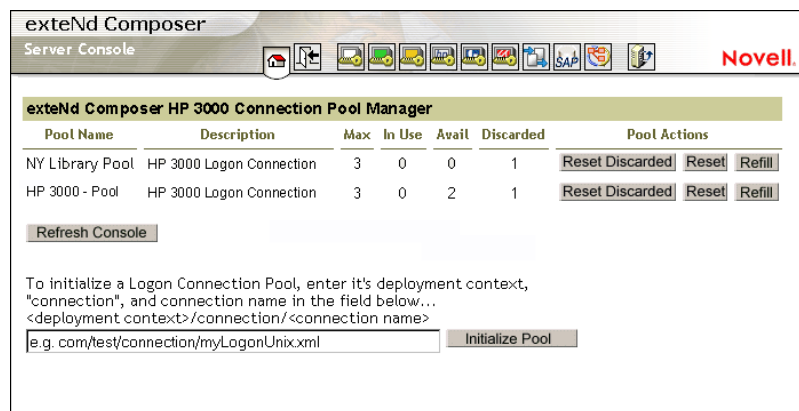 exteNd Composer
Server Console
hp
SAP
Novell.
exteNd Composer HP 3000 Connection Pool Manager
Pool Name Description Max In Use Avail Discarded Pool Actions
NY Library Pool HP 3000 Logon Connection 3 0 0 1 Reset Discarded Reset Refill
HP 3000 - Pool HP 3000 Logon Connection 3 0 2 1 Reset Discarded Reset Refill
Refresh Console
To initialize a Logon Connection Pool, enter it's deployment context,
"connection", and connection name in the field below...
<deployment context>/connection/<connection name>
e.g. com/test/connection/myLogonUnix.xml Initialize Pool